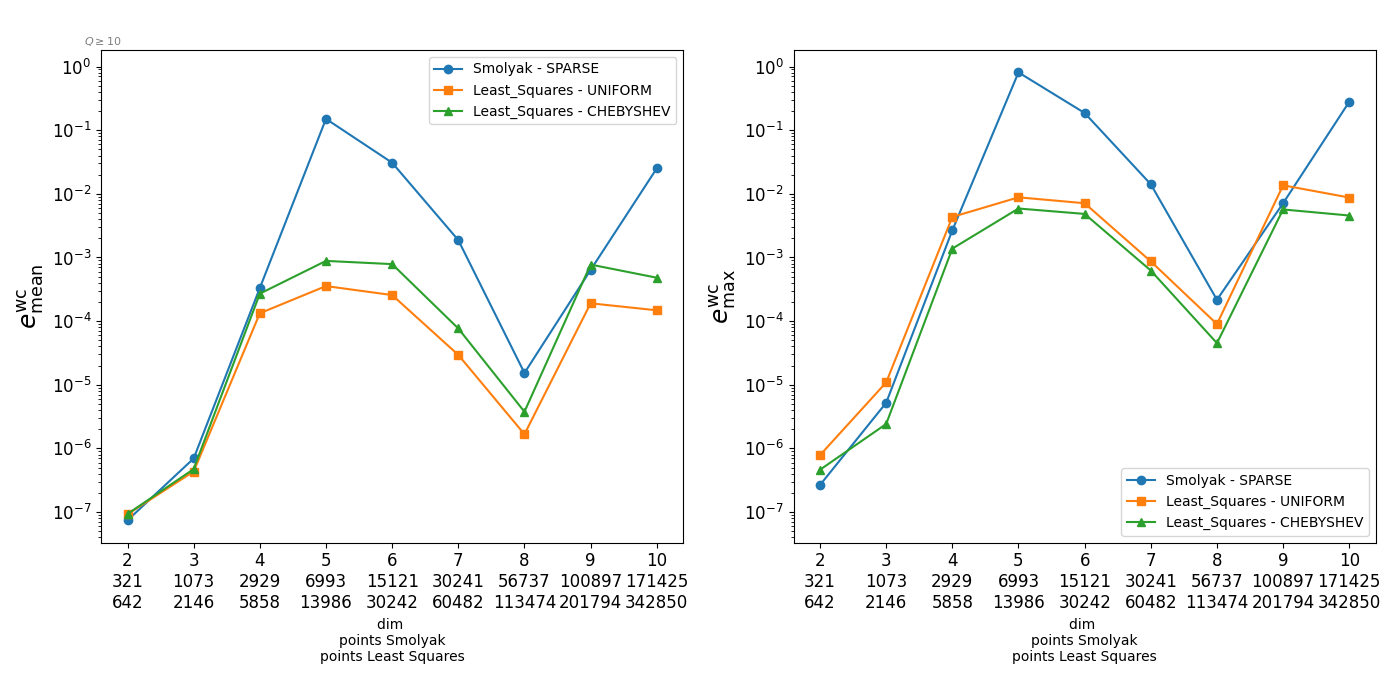 Q ≥ 10
10⁰
10⁻¹
10⁻²
10⁻³
10⁻⁴
10⁻⁵
10⁻⁶
10⁻⁷
e^wc_mean
Smolyak - SPARSE
Least_Squares - UNIFORM
Least_Squares - CHEBYSHEV
2 3 4 5 6 7 8 9 10
321 1073 2929 6993 15121 30241 56737 100897 171425
642 2146 5858 13986 30242 60482 113474 201794 342850
dim
points Smolyak
points Least Squares
10⁰
10⁻¹
10⁻²
10⁻³
10⁻⁴
10⁻⁵
10⁻⁶
10⁻⁷
e^wc_max
Smolyak - SPARSE
Least_Squares - UNIFORM
Least_Squares - CHEBYSHEV
2 3 4 5 6 7 8 9 10
321 1073 2929 6993 15121 30241 56737 100897 171425
642 2146 5858 13986 30242 60482 113474 201794 342850
dim
points Smolyak
points Least Squares